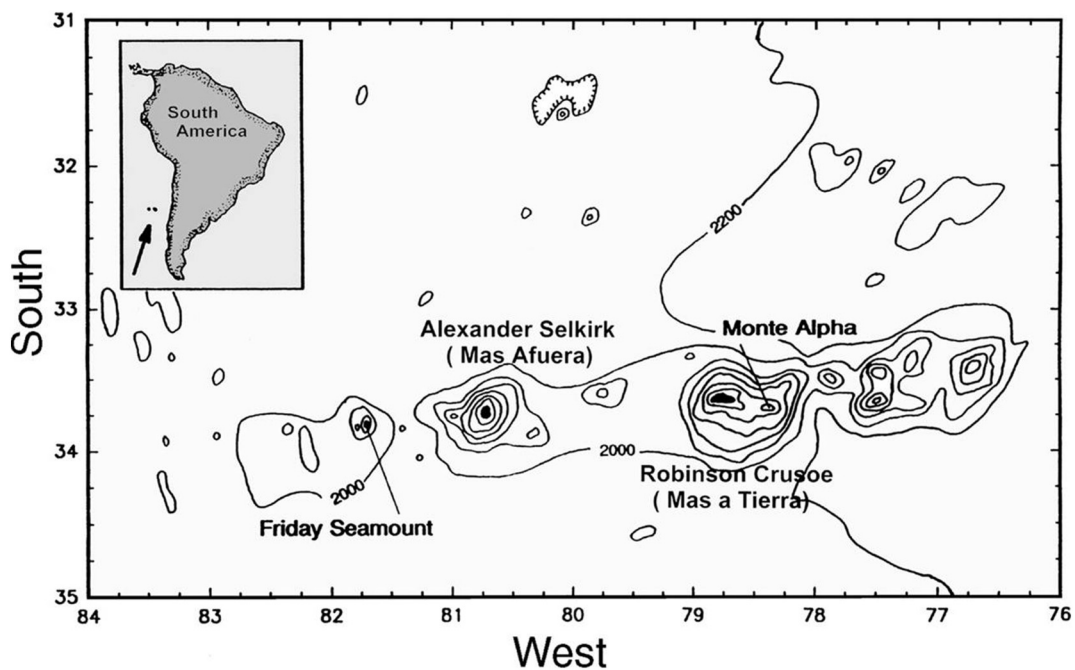 31
32
33
34
35
South
South
America
2200
Alexander Selkirk
( Mas Afuera)
Monte Alpha
2000
2000
Robinson Crusoe
( Mas a Tierra)
Friday Seamount
84
83
82
81
80
79
78
77
76
West